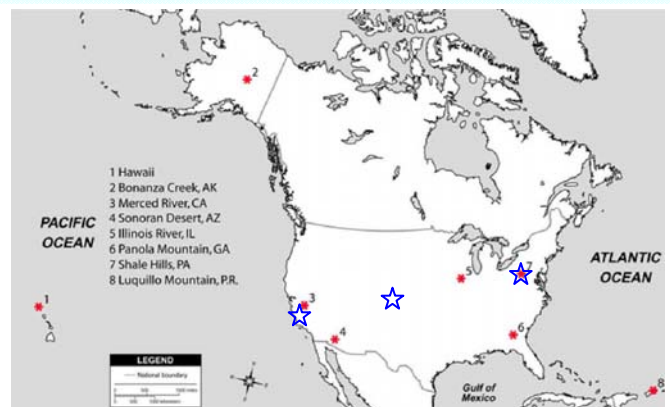 2
1 Hawaii
2 Bonanza Creek, AK
3 Merced River, CA
4 Sonoran Desert, AZ
5 Illinois River, IL
6 Panola Mountain, GA
7 Shale Hills, PA
8 Luquillo Mountain, P.R.
PACIFIC
OCEAN
ATLANTIC
OCEAN
7
5
1
3
6
4
LEGEND
National boundary
Gulf of
Mexico
8